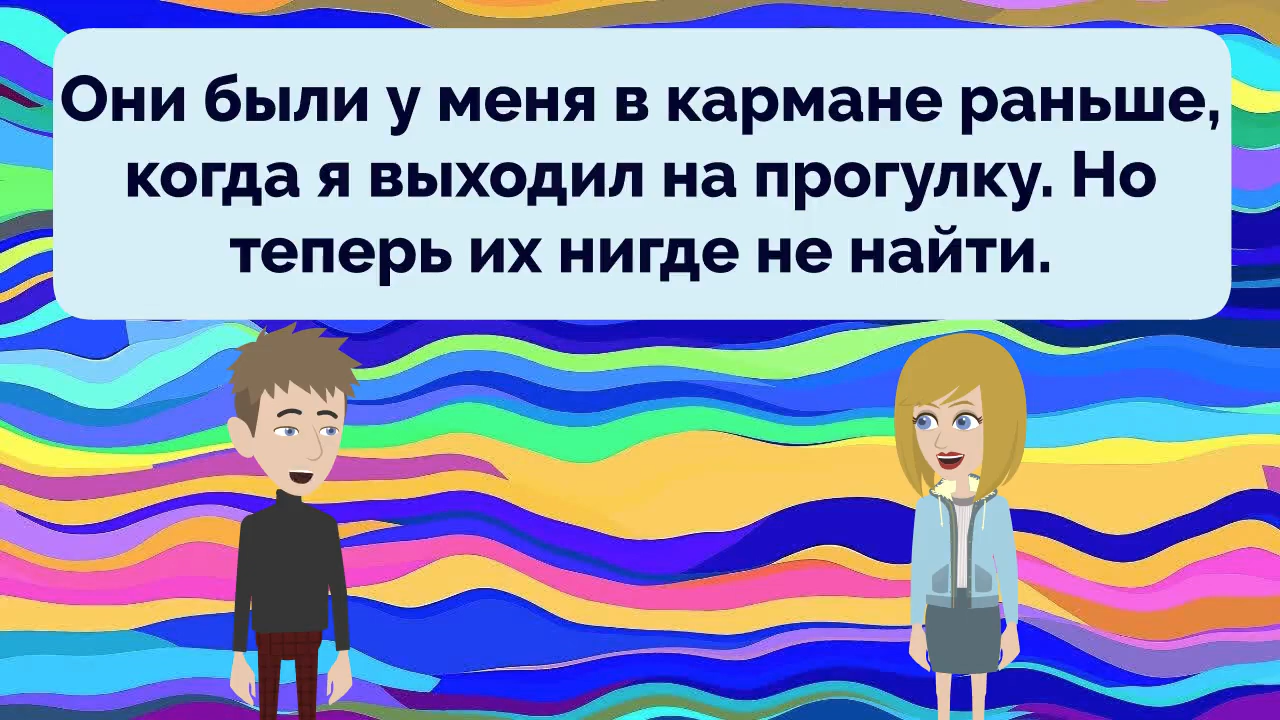 Они были у меня в кармане раньше,
когда я выходил на прогулку. Но
теперь их нигде не найти.